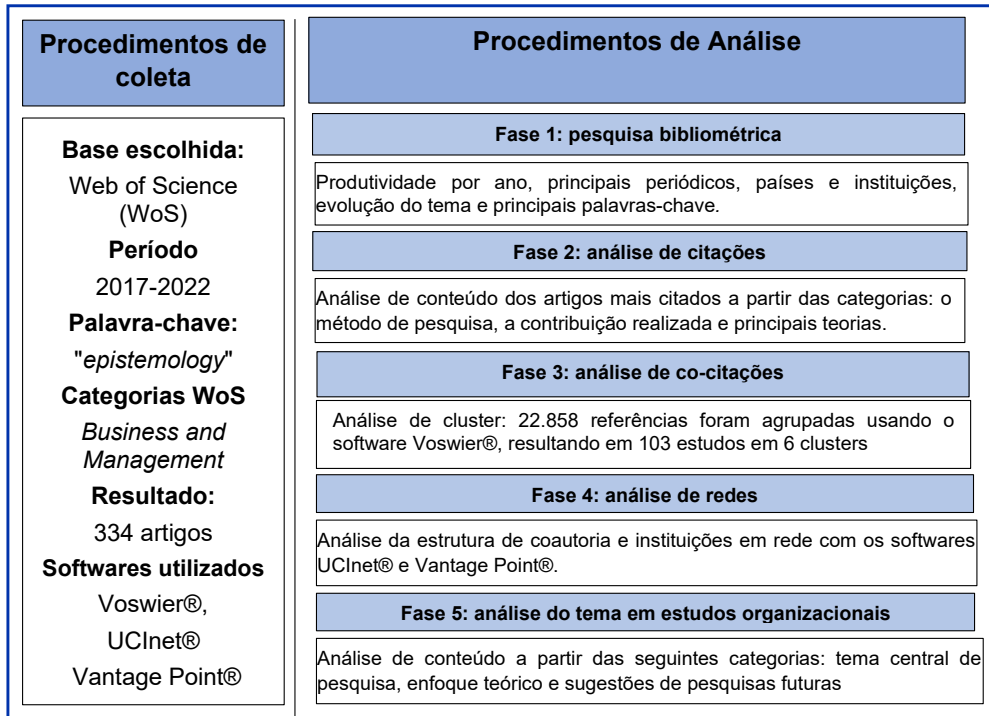 Procedimentos de
coleta
Base escolhida:
Web of Science
(WoS)
Período
2017-2022
Palavra-chave:
"epistemology"
Categorias WoS
Business and
Management
Resultado:
334 artigos
Softwares utilizados
Voswier®,
UCInet®
Vantage Point®
Procedimentos de Análise
Fase 1: pesquisa bibliométrica
Produtividade por ano, principais periódicos, países e instituições,
evolução do tema e principais palavras-chave.
Fase 2: análise de citações
Análise de conteúdo dos artigos mais citados a partir das categorias: o
método de pesquisa, a contribuição realizada e principais teorias.
Fase 3: análise de co-citações
Análise de cluster: 22.858 referências foram agrupadas usando o
software Voswier®, resultando em 103 estudos em 6 clusters
Fase 4: análise de redes
Análise da estrutura de coautoria e instituições em rede com os softwares
UCInet® e Vantage Point®.
Fase 5: análise do tema em estudos organizacionais
Análise de conteúdo a partir das seguintes categorias: tema central de
pesquisa, enfoque teórico e sugestões de pesquisas futuras